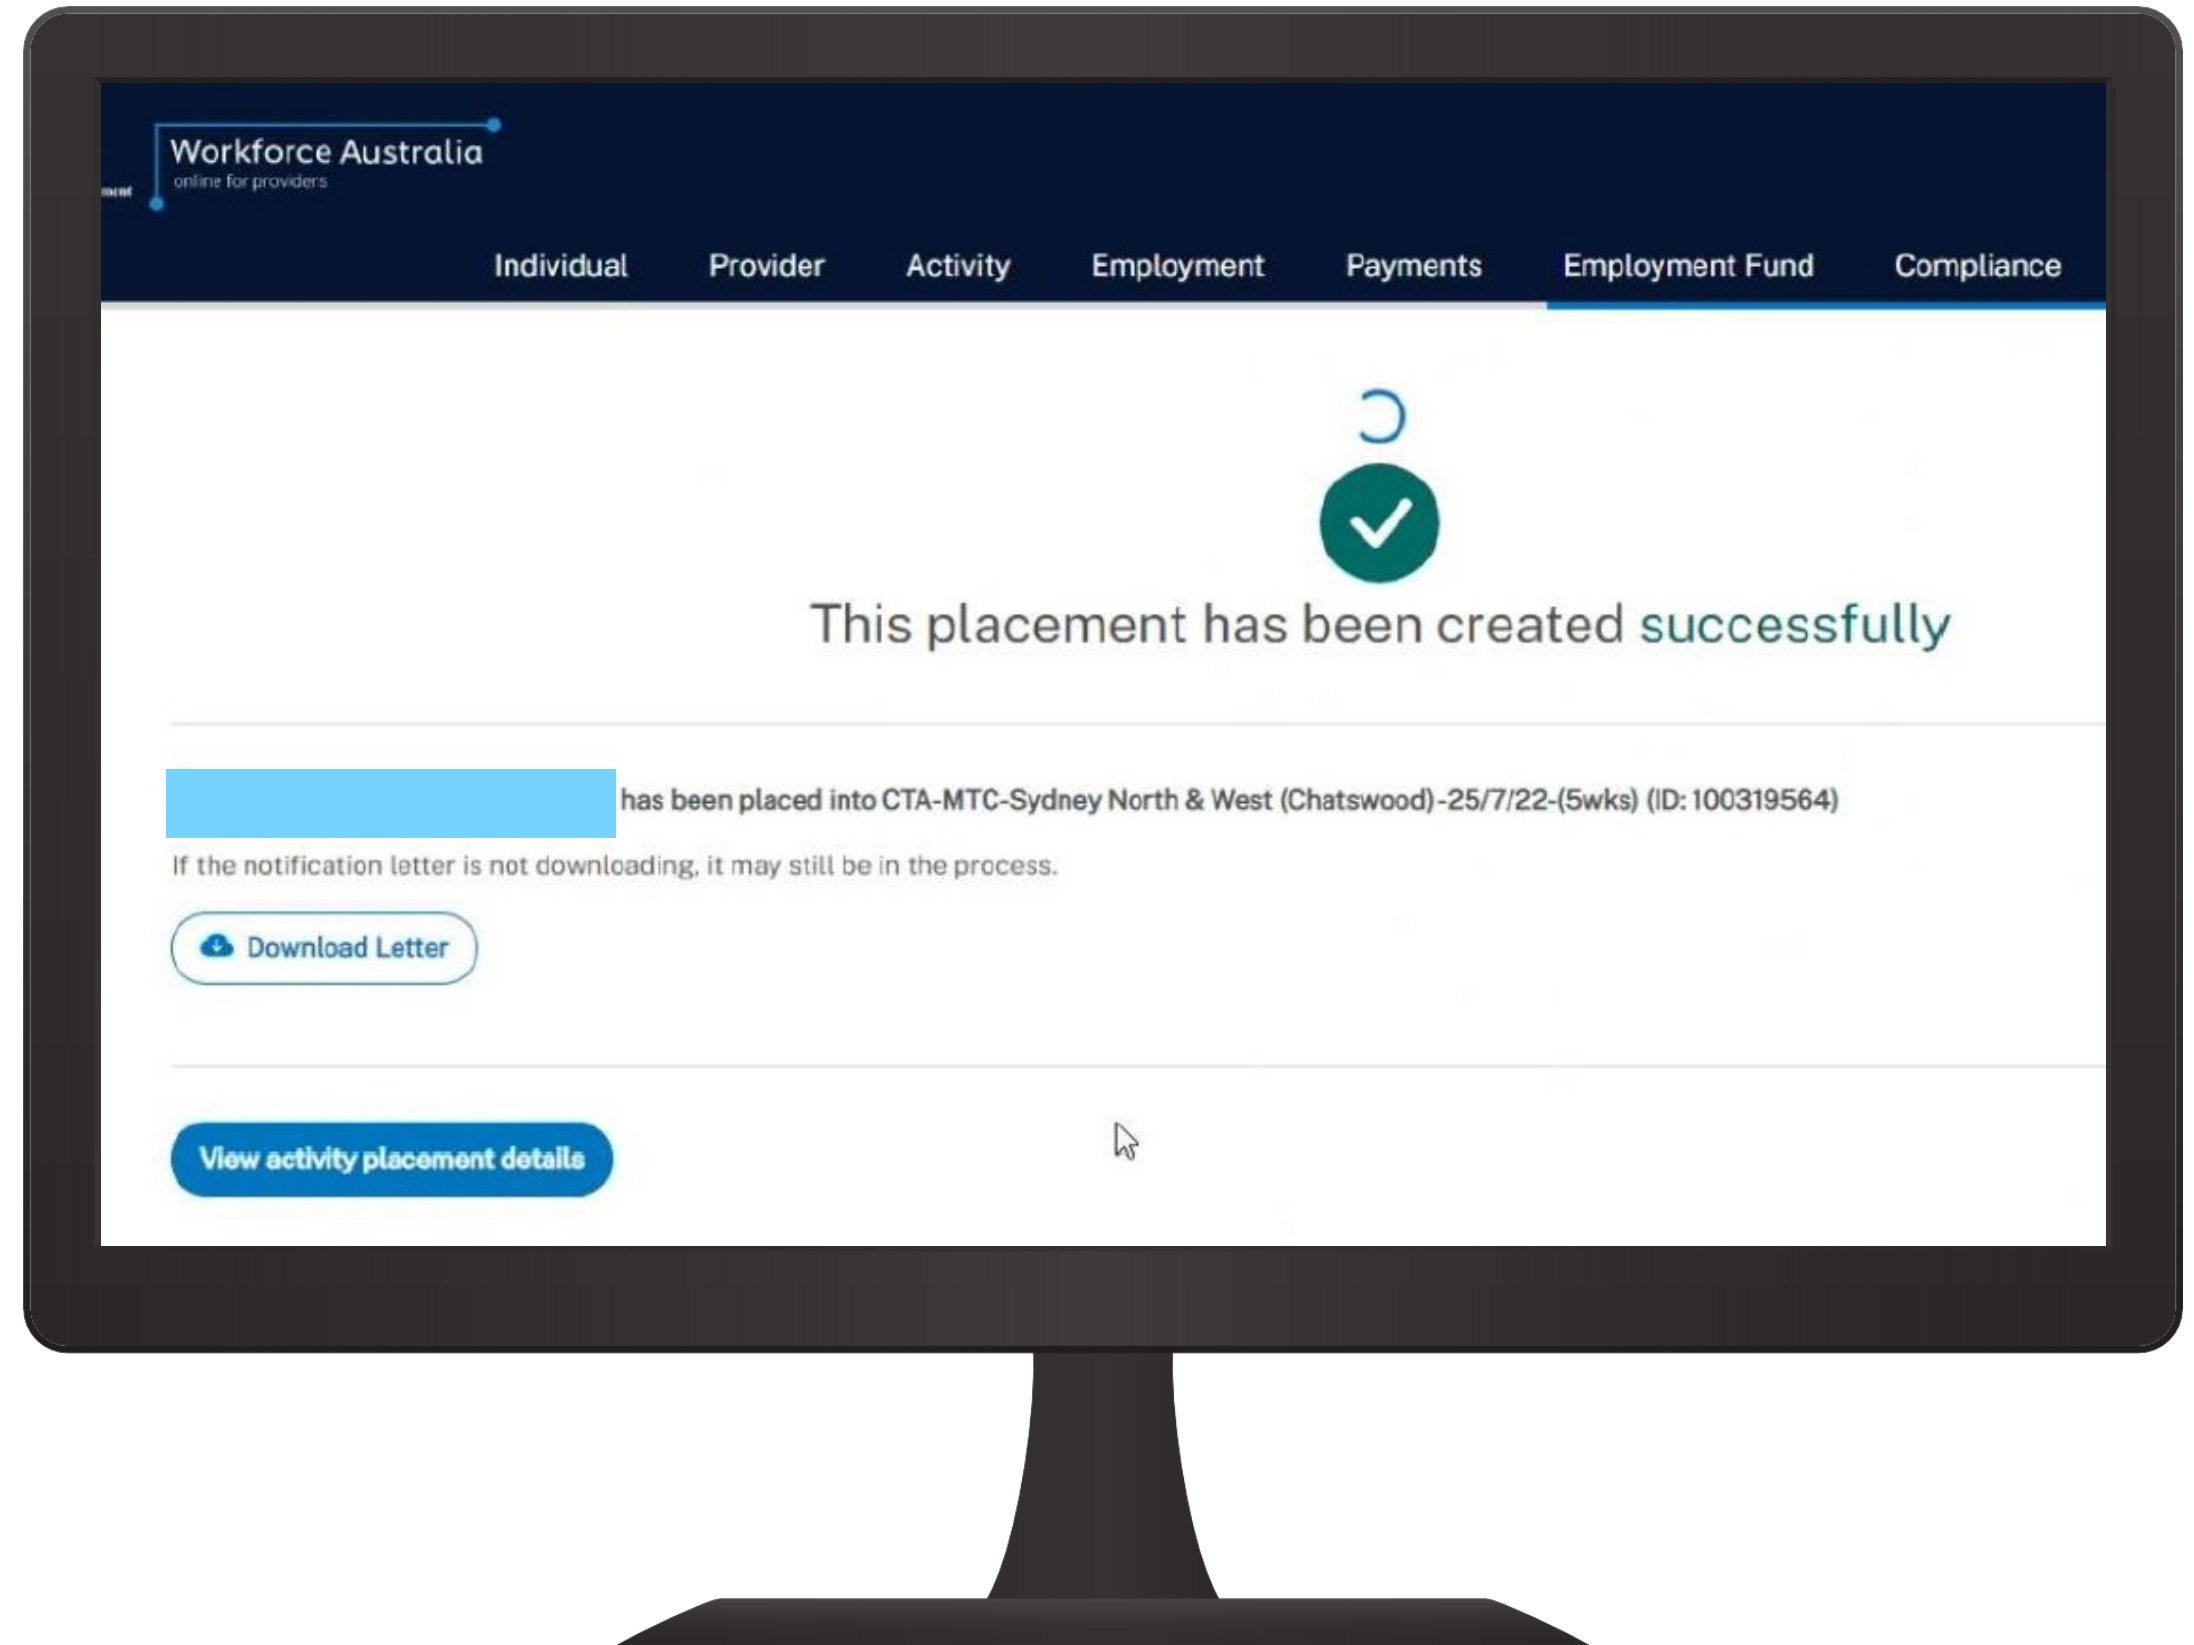 Workforce Australia
online for providers
ment
Individual Provider Activity Employment Payments Employment Fund Compliance
This placement has been created successfully
has been placed into CTA-MTC-Sydney North & West (Chatswood)-25/7/22-(5wks) (ID: 100319564)
If the notification letter is not downloading, it may still be in the process.
Download Letter
View activity placement details